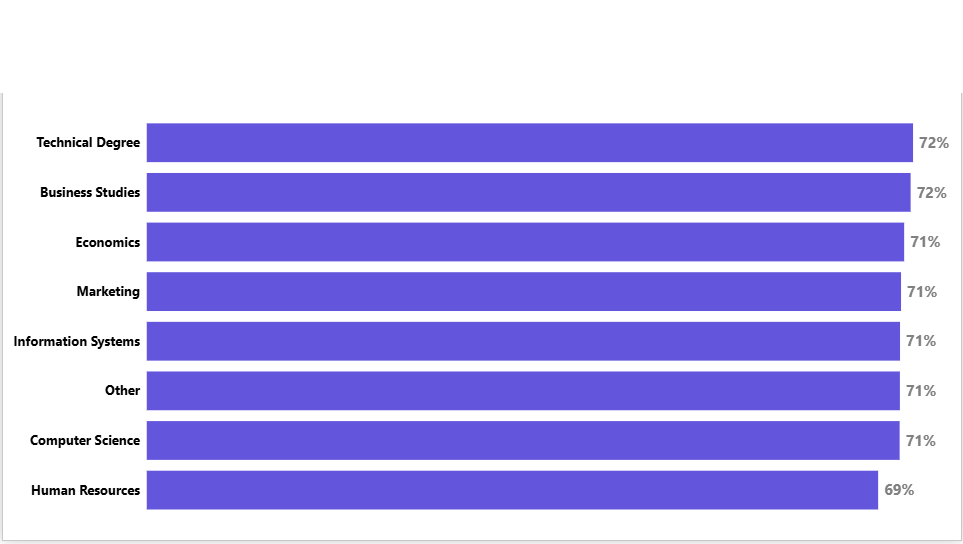 Technical Degree 72%
Business Studies 72%
Economics 71%
Marketing 71%
Information Systems 71%
Other 71%
Computer Science 71%
Human Resources 69%